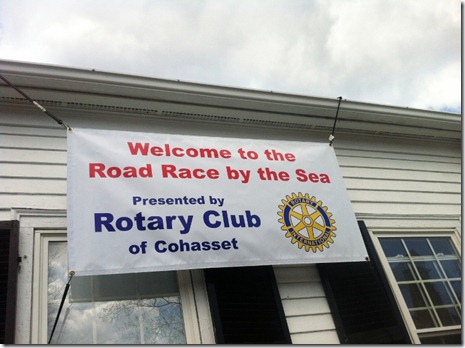 Welcome to the
Road Race by the Sea
Presented by
Rotary Club
of Cohasset
ROTARY
INTERNATIONAL